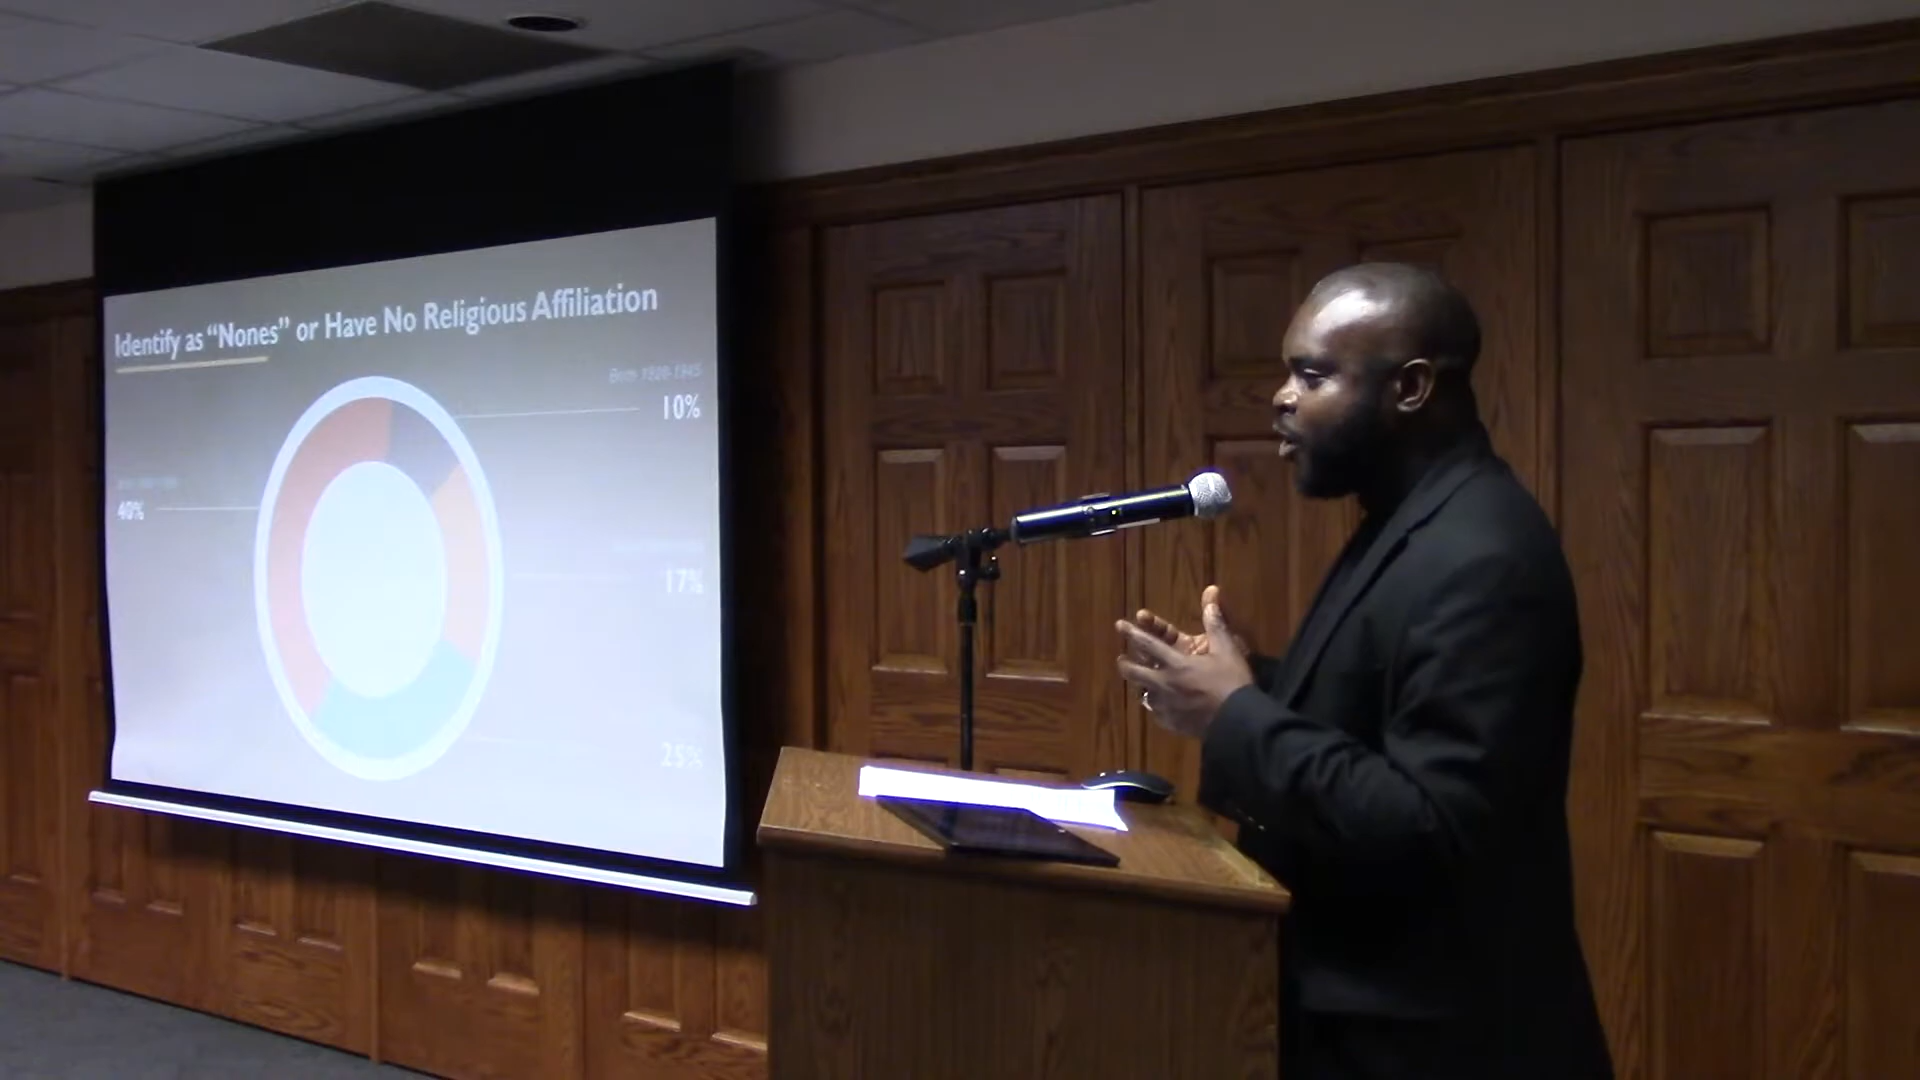 Identify as “Nones” or Have No Religious Affiliation
10%
40%
17%
25%